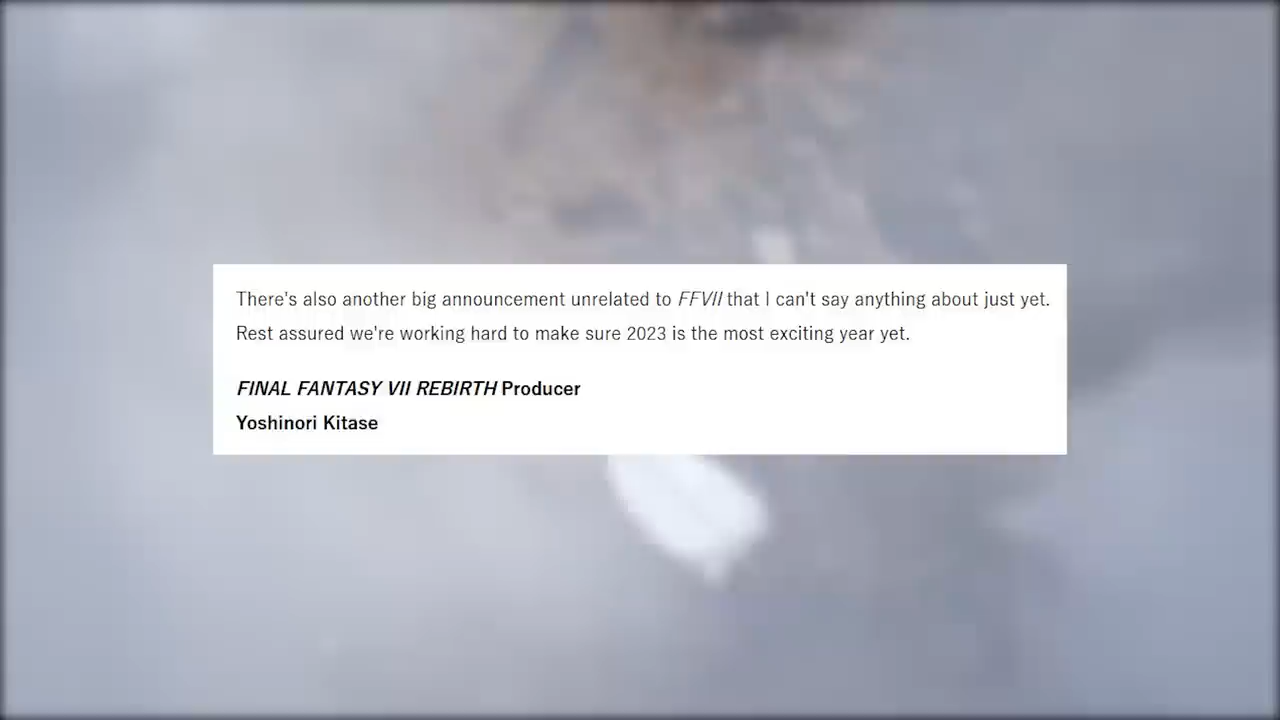 There's also another big announcement unrelated to FFVII that I can't say anything about just yet.
Rest assured we're working hard to make sure 2023 is the most exciting year yet.
FINAL FANTASY VII REBIRTH Producer
Yoshinori Kitase